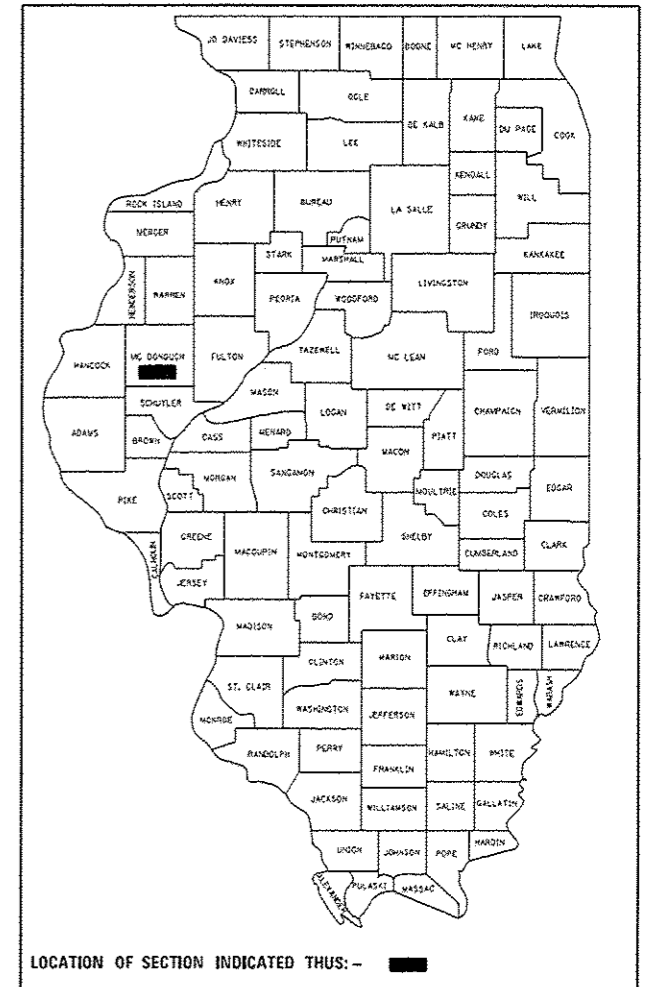 JO DAVIESS STEPHENSON WINNEBAGO BOONE MC HENRY LAKE
CARROLL OGLE DE KALB KANE DU PAGE COOK
WHITESIDE LEE KENDALL WILL
ROCK ISLAND HENRY BUREAU LA SALLE GRUNDY
MERCER PUTNAM KANKAKEE
STARK MARSHALL
HENDERSON WARREN KNOX PEORIA WOODFORD LIVINGSTON IROQUOIS
HANCOCK MC DONOUGH FULTON TAZEWELL MC LEAN FORD
MASON
SCHUYLER LOGAN DE WITT CHAMPAIGN VERMILION
ADAMS BROWN CASS MENARD MACON PIATT
MORGAN SANGAMON DOUGLAS EDGAR
PIKE SCOTT CHRISTIAN MOULTRIE COLES
GREENE MACOUPIN MONTGOMERY SHELBY CUMBERLAND CLARK
CALHOUN JERSEY
FAYETTE EFFINGHAM JASPER CRAWFORD
MADISON BOND CLAY RICHLAND LAWRENCE
CLINTON MARION
ST. CLAIR WAYNE EDWARDS WABASH
WASHINGTON JEFFERSON
MONROE
RANDOLPH PERRY HAMILTON WHITE
FRANKLIN
JACKSON WILLIAMSON SALINE GALLATIN
HARDIN
UNION JOHNSON POPE
ALEXANDER PULASKI MASSAC
LOCATION OF SECTION INDICATED THUS: -